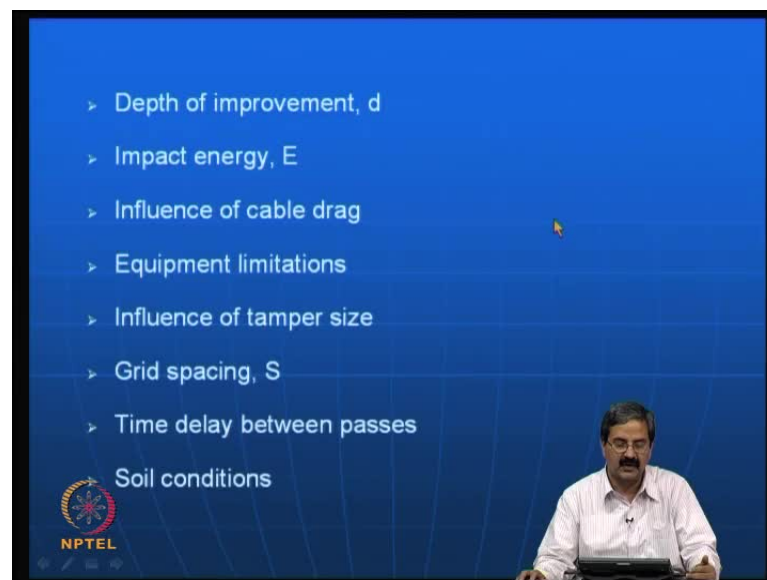 Depth of improvement, d
Impact energy, E
Influence of cable drag
Equipment limitations
Influence of tamper size
Grid spacing, S
Time delay between passes
Soil conditions
NPTEL